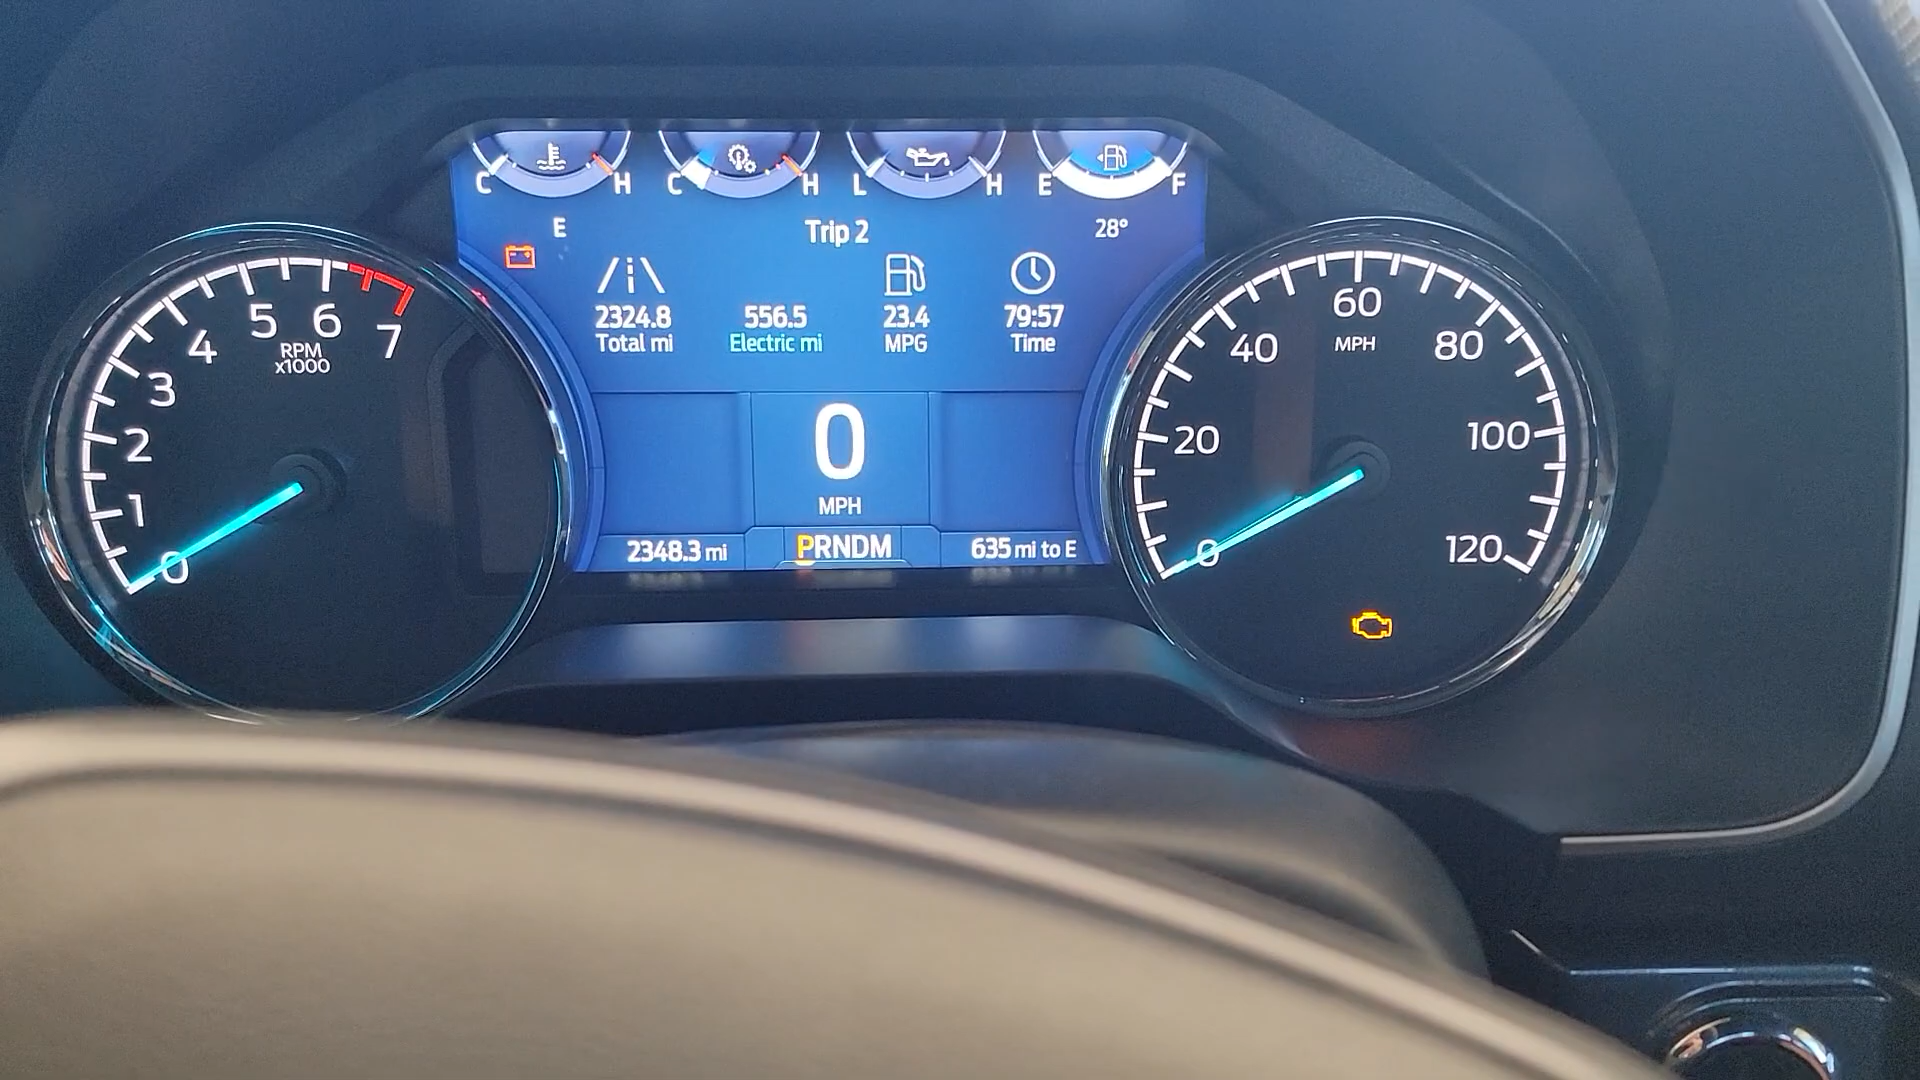 C H C H L H E F
E Trip 2 28°
2324.8 556.5 23.4 79:57
Total mi Electric mi MPG Time
0
MPH
2348.3 mi PRNDM 635 mi to E
0 1 2 3 4 5 6 7
RPM
x1000
0 20 40 60 80 100 120
MPH